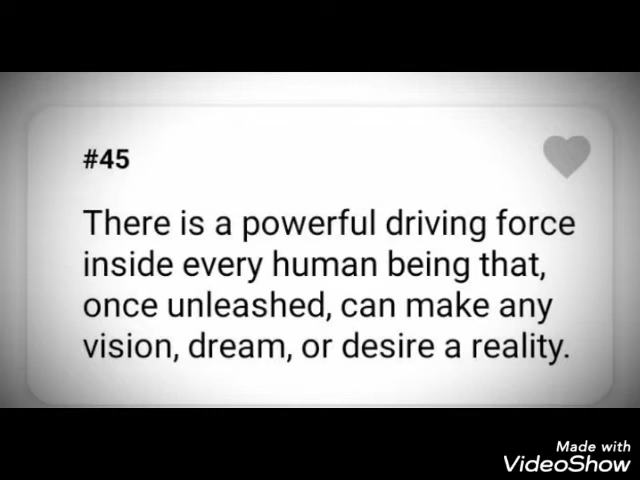 #45
There is a powerful driving force
inside every human being that,
once unleashed, can make any
vision, dream, or desire a reality.
Made with
VideoShow